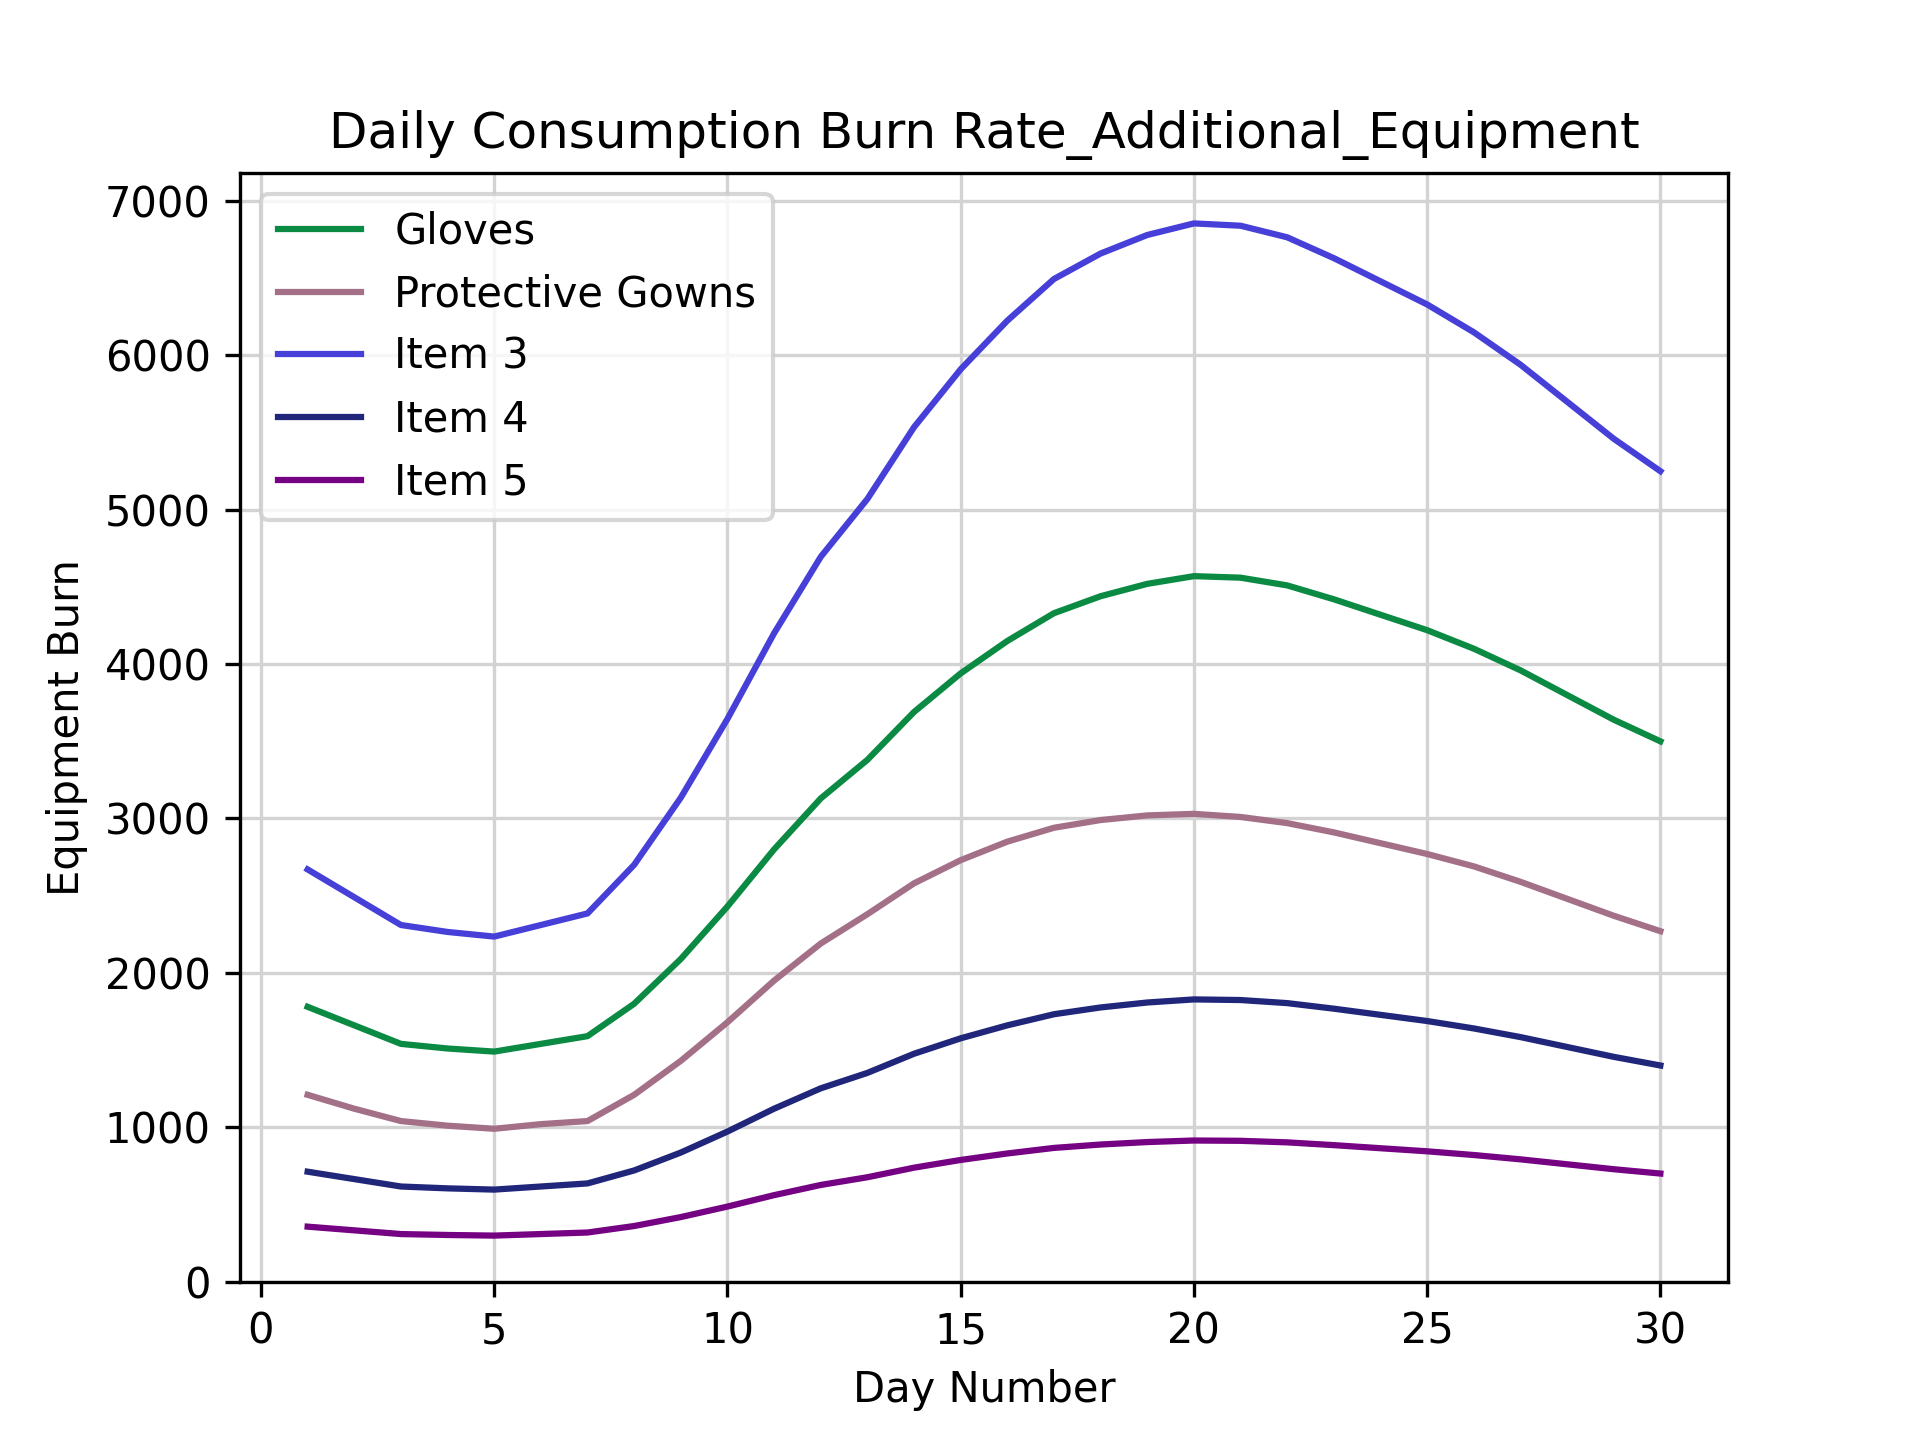 Daily Consumption Burn Rate_Additional_Equipment
7000
6000
5000
4000
3000
2000
1000
0
Equipment Burn
Gloves
Protective Gowns
Item 3
Item 4
Item 5
0 5 10 15 20 25 30
Day Number